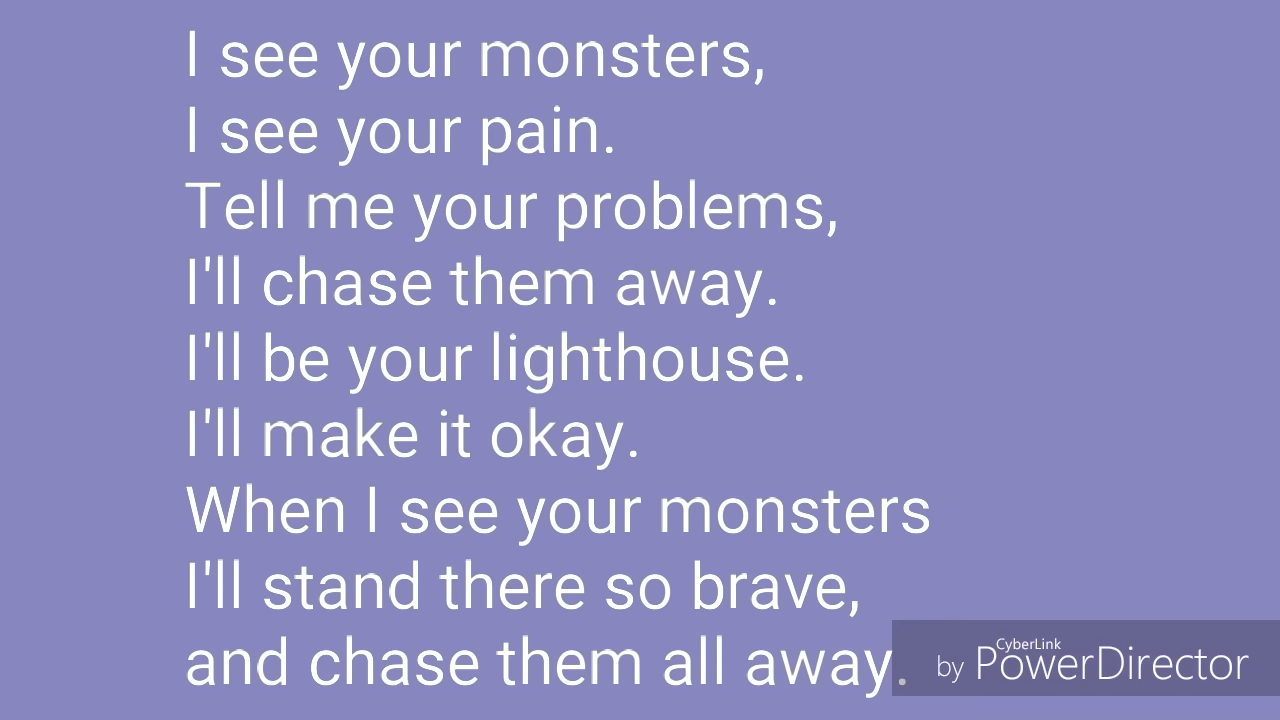 I see your monsters,
I see your pain.
Tell me your problems,
I'll chase them away.
I'll be your lighthouse.
I'll make it okay.
When I see your monsters
I'll stand there so brave,
and chase them all away.
CyberLink
by PowerDirector